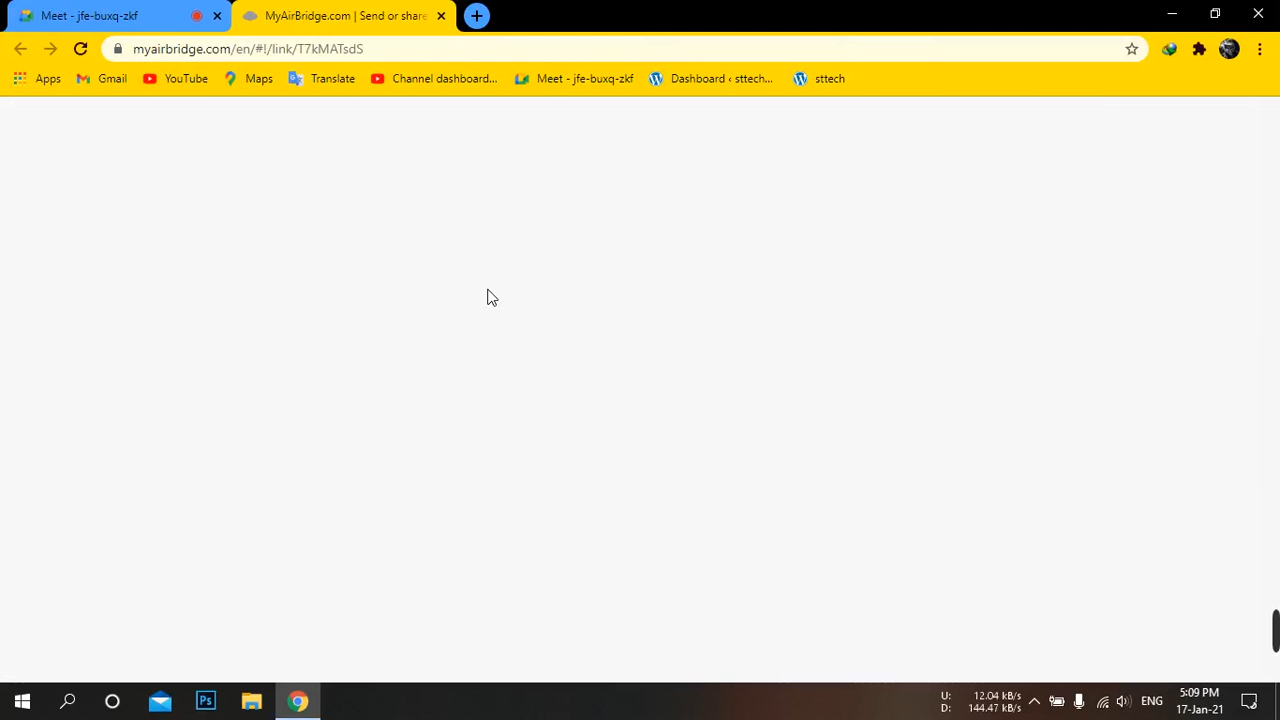 Meet - jfe-buxq-zkf
MyAirBridge.com | Send or share
myairbridge.com/en/#!/link/T7kMATsdS
Apps
Gmail
YouTube
Maps
Translate
Channel dashboard...
Meet - jfe-buxq-zkf
Dashboard ‹ sttech...
sttech
Ps
U: 12.04 kB/s
D: 144.47 kB/s
ENG
5:09 PM
17-Jan-21